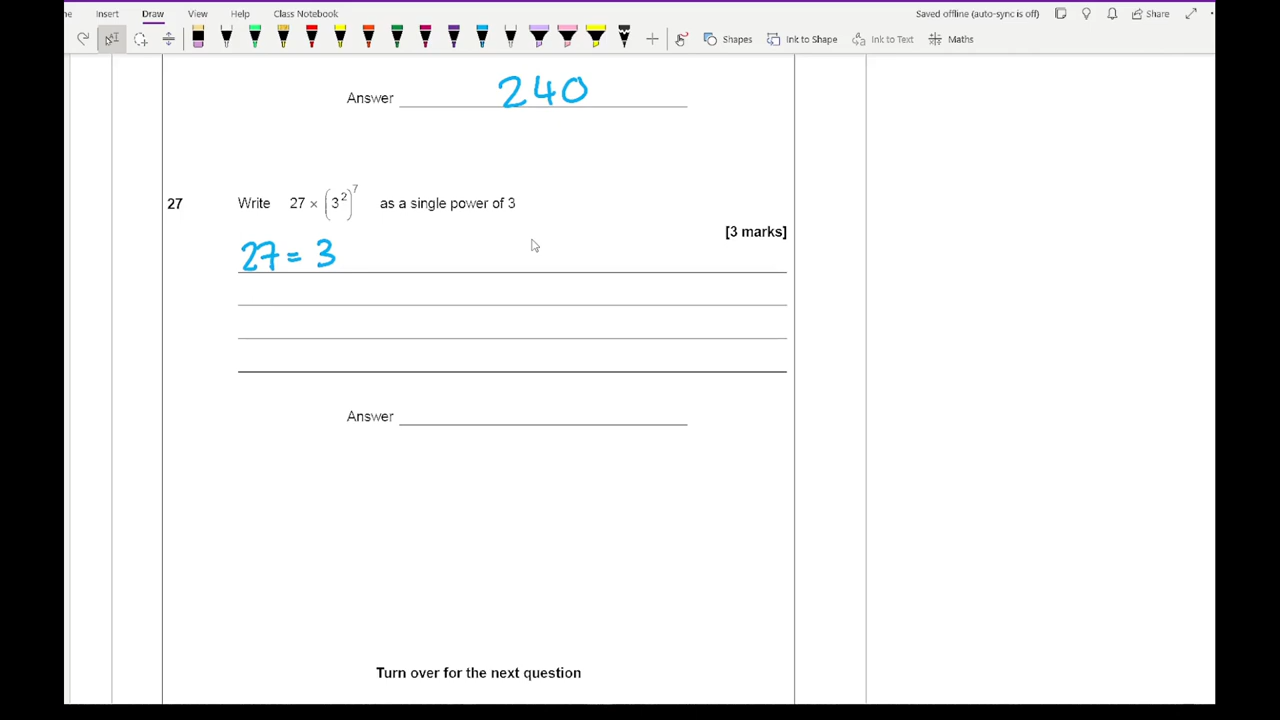 Insert Draw View Help Class Notebook Saved offline (auto-sync is off) Share
Shapes Ink to Shape Ink to Text Maths
Answer 240
27 Write 27 × (3²)⁷ as a single power of 3
[3 marks]
27 = 3
Answer
Turn over for the next question